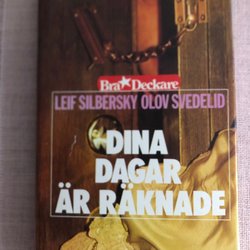 Bra★Deckare
LEIF SILBERSKY OLOV SVEDELID
DINA
DAGAR
ÄR RÄKNADE